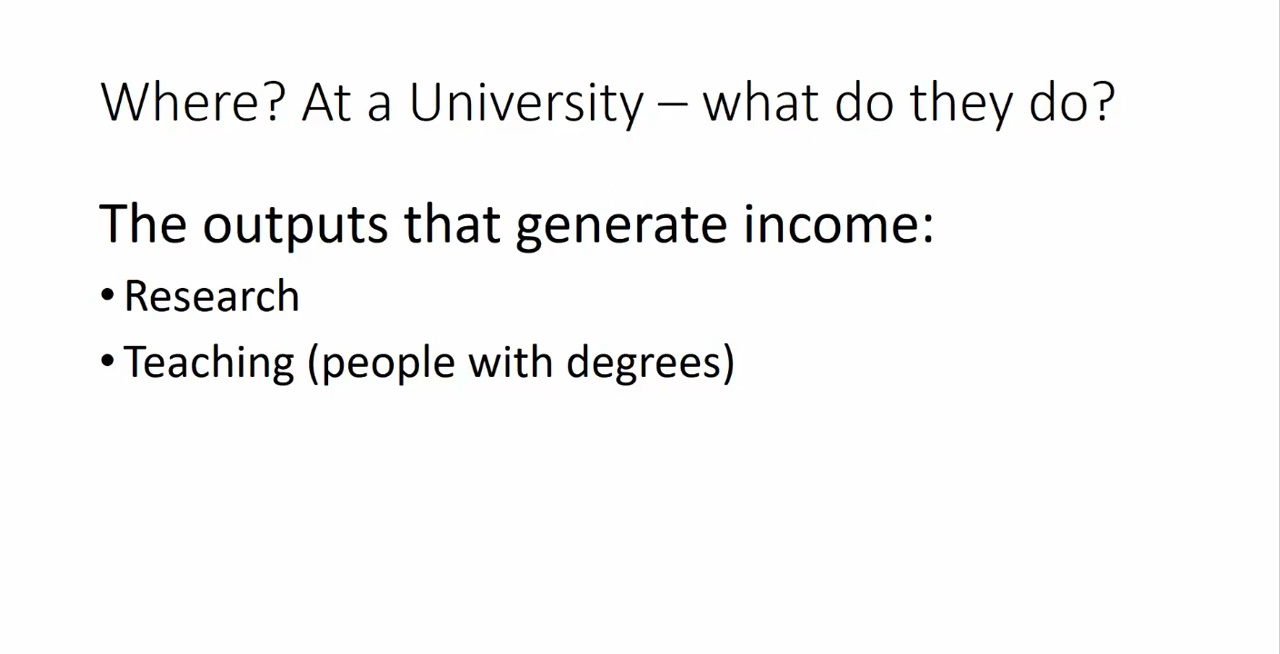 Where? At a University – what do they do?
The outputs that generate income:
• Research
• Teaching (people with degrees)